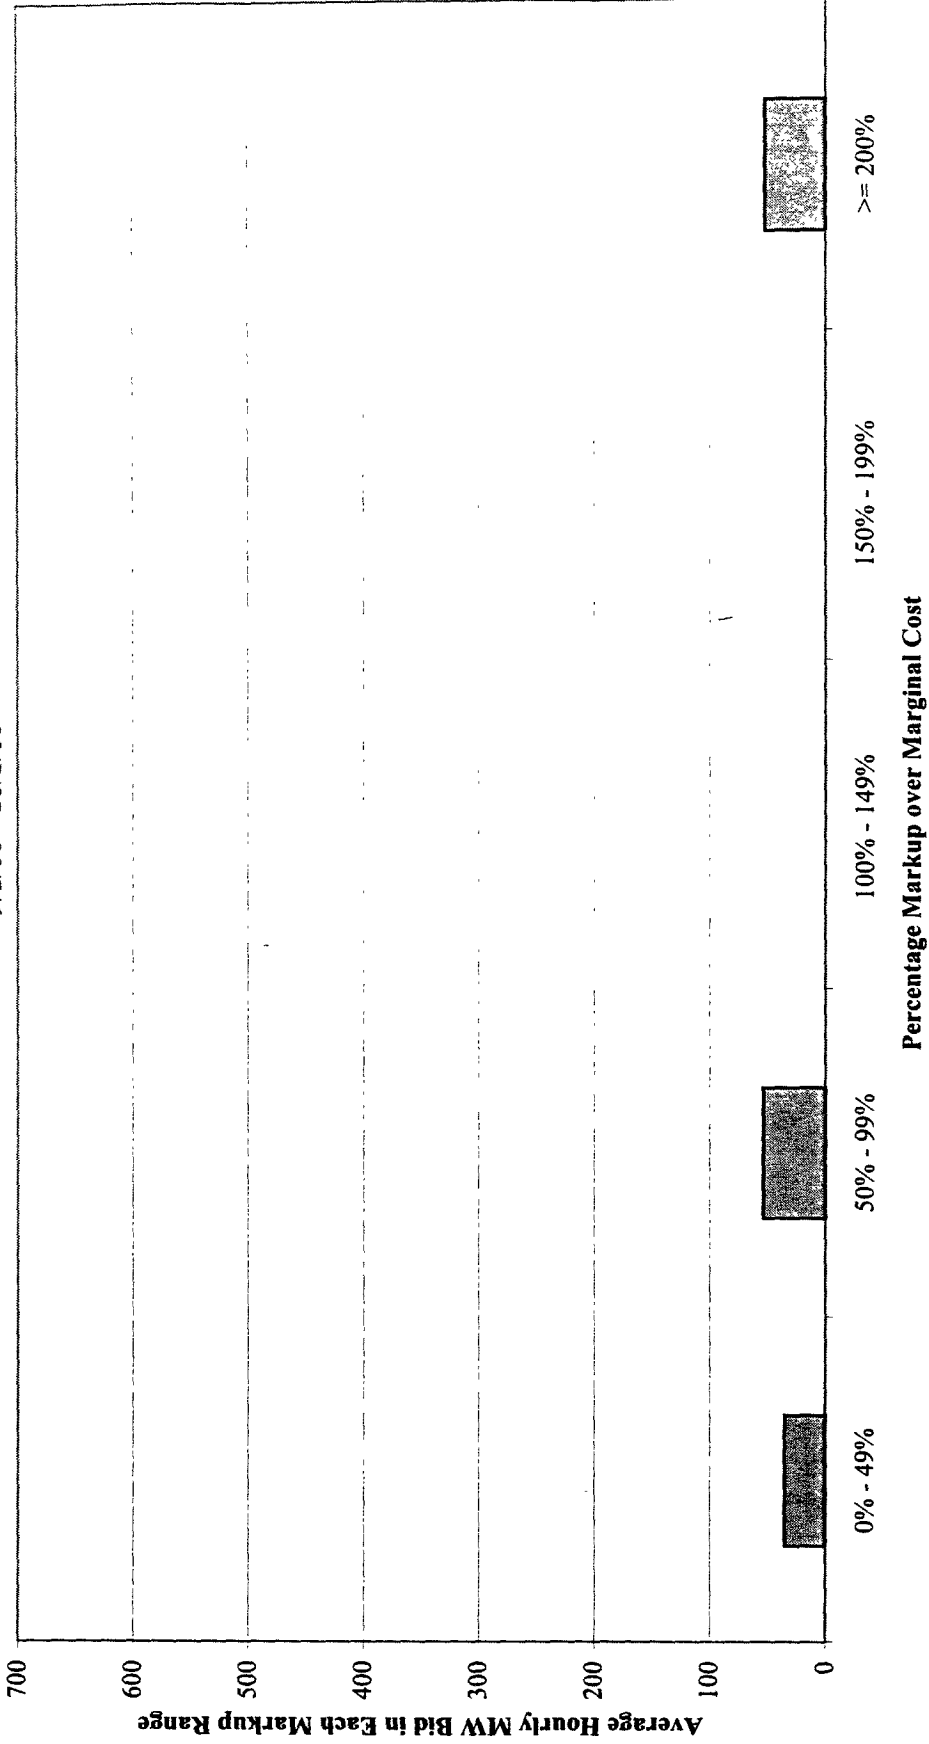 700
600
500
400
300
200
100
0
Average Hourly MW Bid in Each Markup Range
0% - 49%
50% - 99%
100% - 149%
150% - 199%
>= 200%
Percentage Markup over Marginal Cost